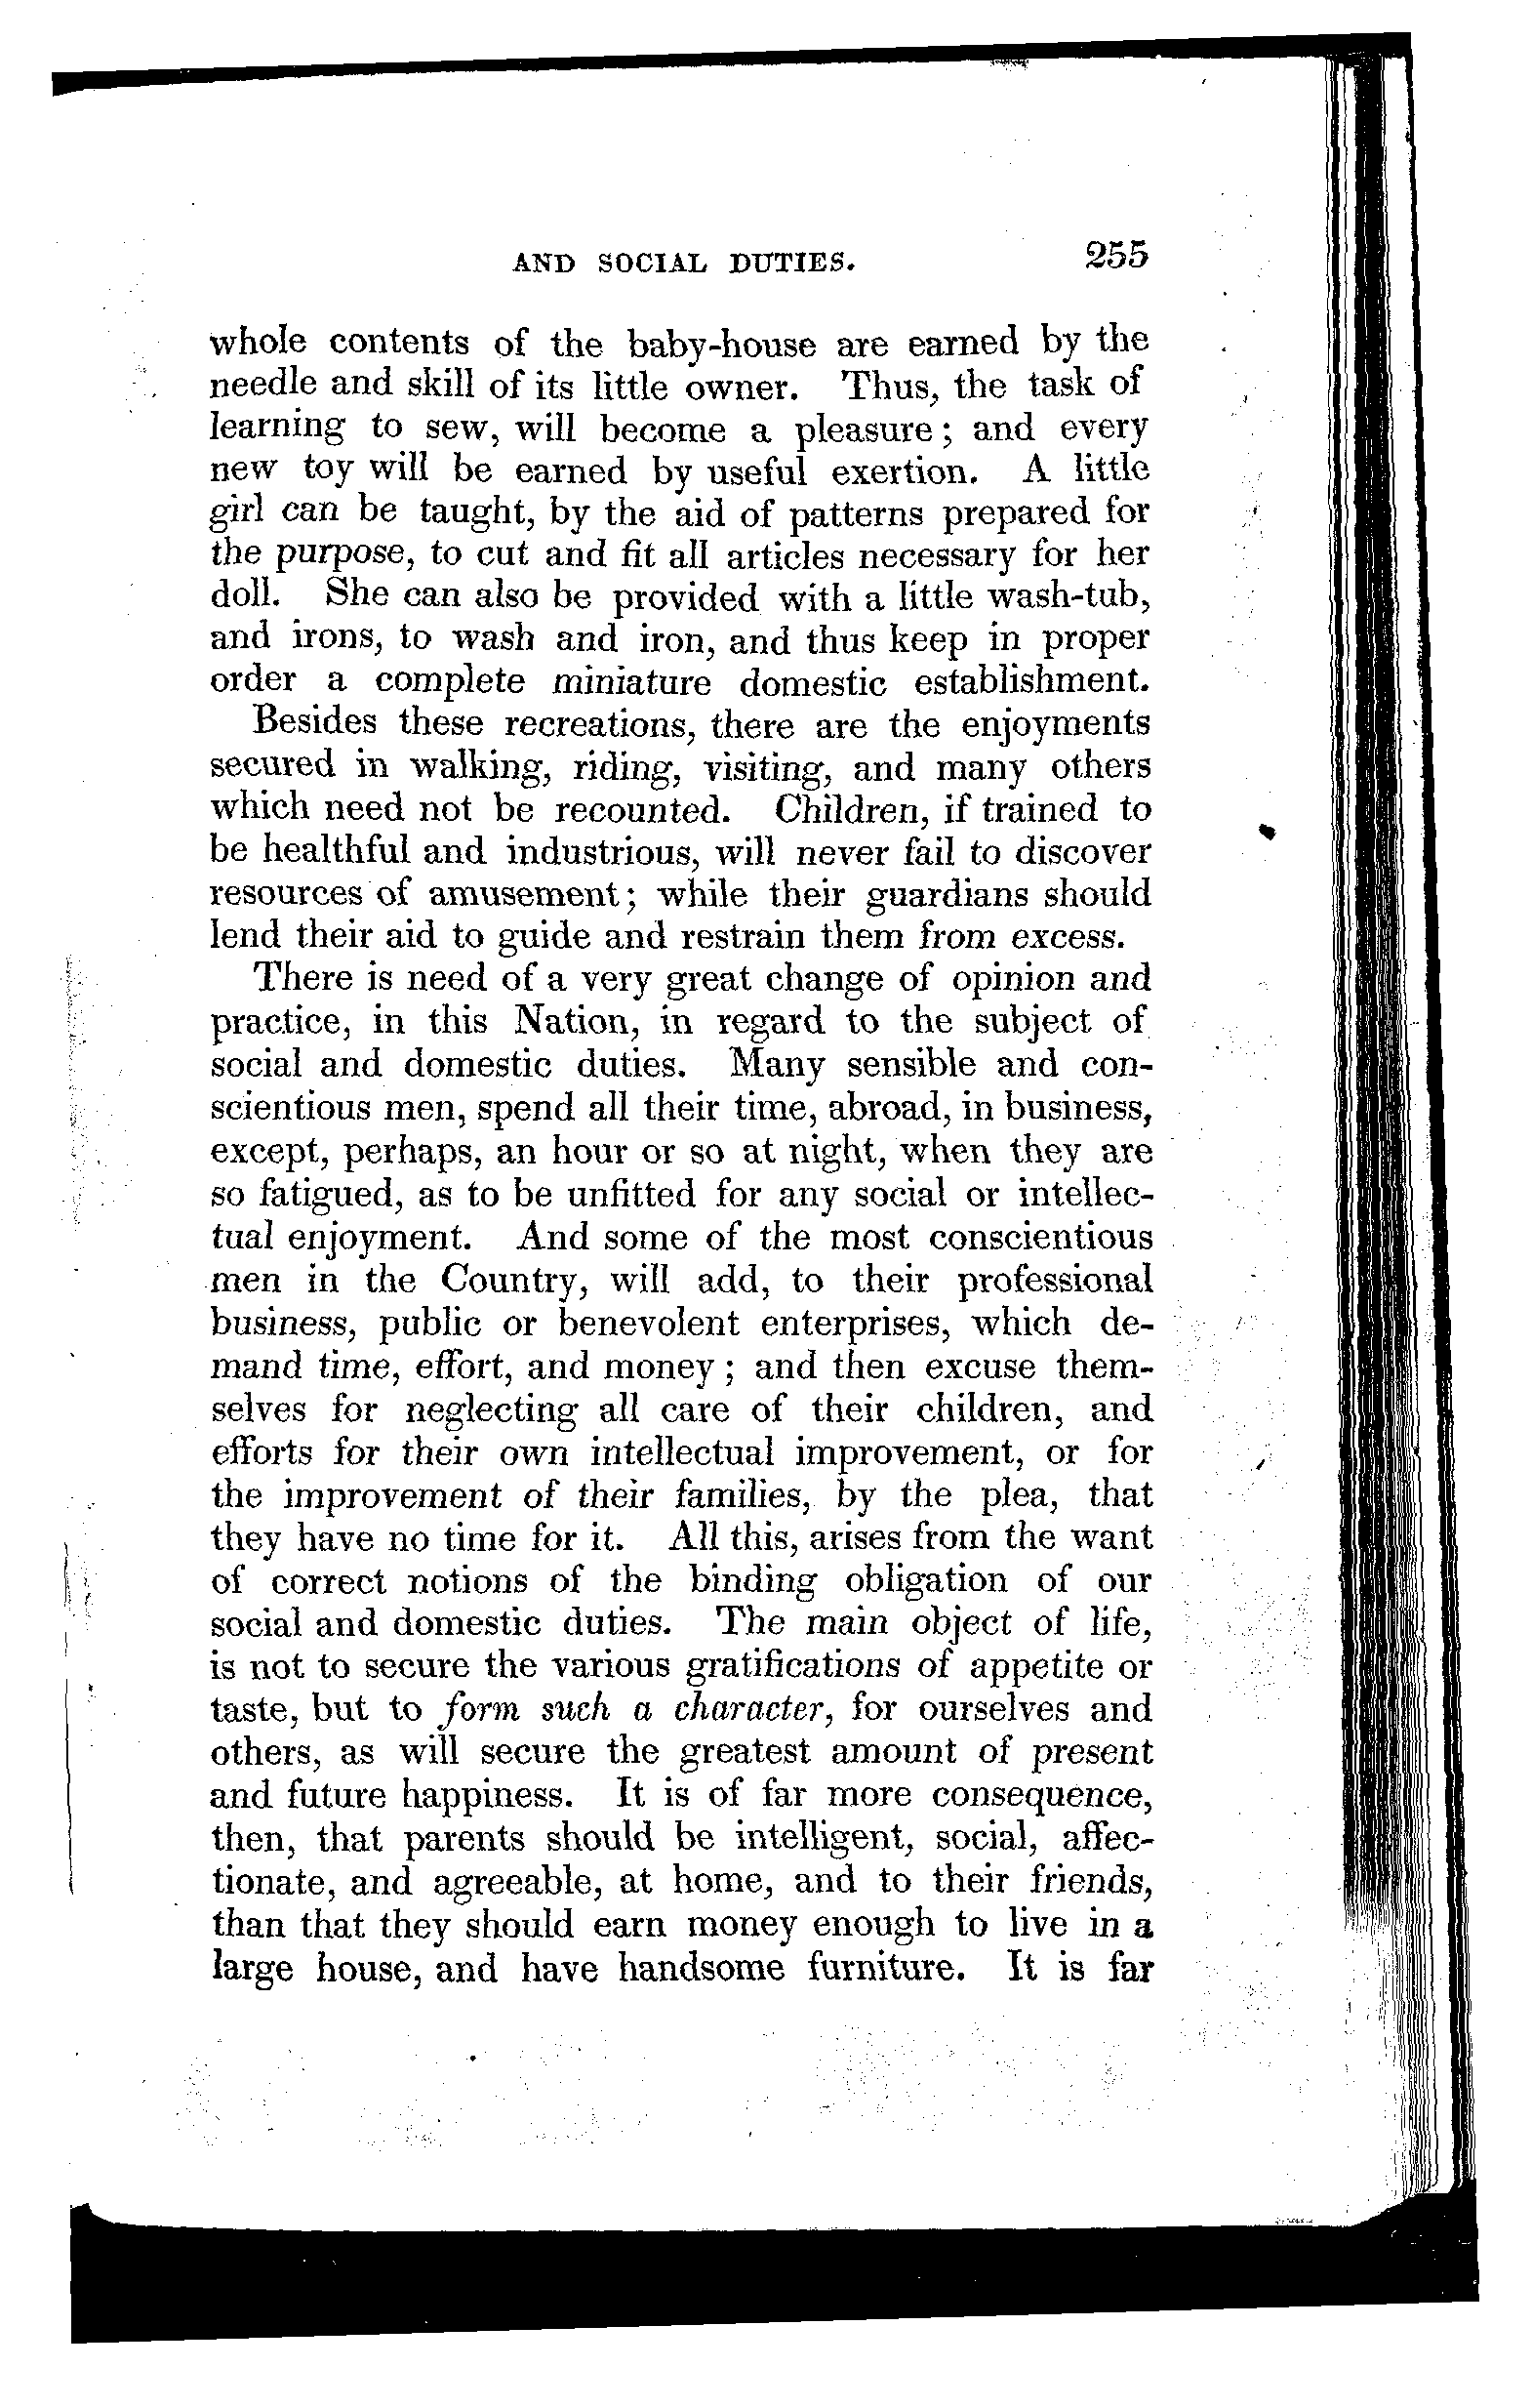 AND SOCIAL DUTIES. 255
whole contents of the baby-house are earned by the
needle and skill of its little owner. Thus, the task of
learning to sew, will become a pleasure; and every
new toy will be earned by useful exertion. A little
girl can be taught, by the aid of patterns prepared for
the purpose, to cut and fit all articles necessary for her
doll. She can also be provided with a little wash-tub,
and irons, to wash and iron, and thus keep in proper
order a complete miniature domestic establishment.
Besides these recreations, there are the enjoyments
secured in walking, riding, visiting, and many others
which need not be recounted. Children, if trained to
be healthful and industrious, will never fail to discover
resources of amusement; while their guardians should
lend their aid to guide and restrain them from excess.
There is need of a very great change of opinion and
practice, in this Nation, in regard to the subject of
social and domestic duties. Many sensible and con-
scientious men, spend all their time, abroad, in business,
except, perhaps, an hour or so at night, when they are
so fatigued, as to be unfitted for any social or intellec-
tual enjoyment. And some of the most conscientious
men in the Country, will add, to their professional
business, public or benevolent enterprises, which de-
mand time, effort, and money; and then excuse them-
selves for neglecting all care of their children, and
efforts for their own intellectual improvement, or for
the improvement of their families, by the plea, that
they have no time for it. All this, arises from the want
of correct notions of the binding obligation of our
social and domestic duties. The main object of life,
is not to secure the various gratifications of appetite or
taste, but to form such a character, for ourselves and
others, as will secure the greatest amount of present
and future happiness. It is of far more consequence,
then, that parents should be intelligent, social, affec-
tionate, and agreeable, at home, and to their friends,
than that they should earn money enough to live in a
large house, and have handsome furniture. It is far